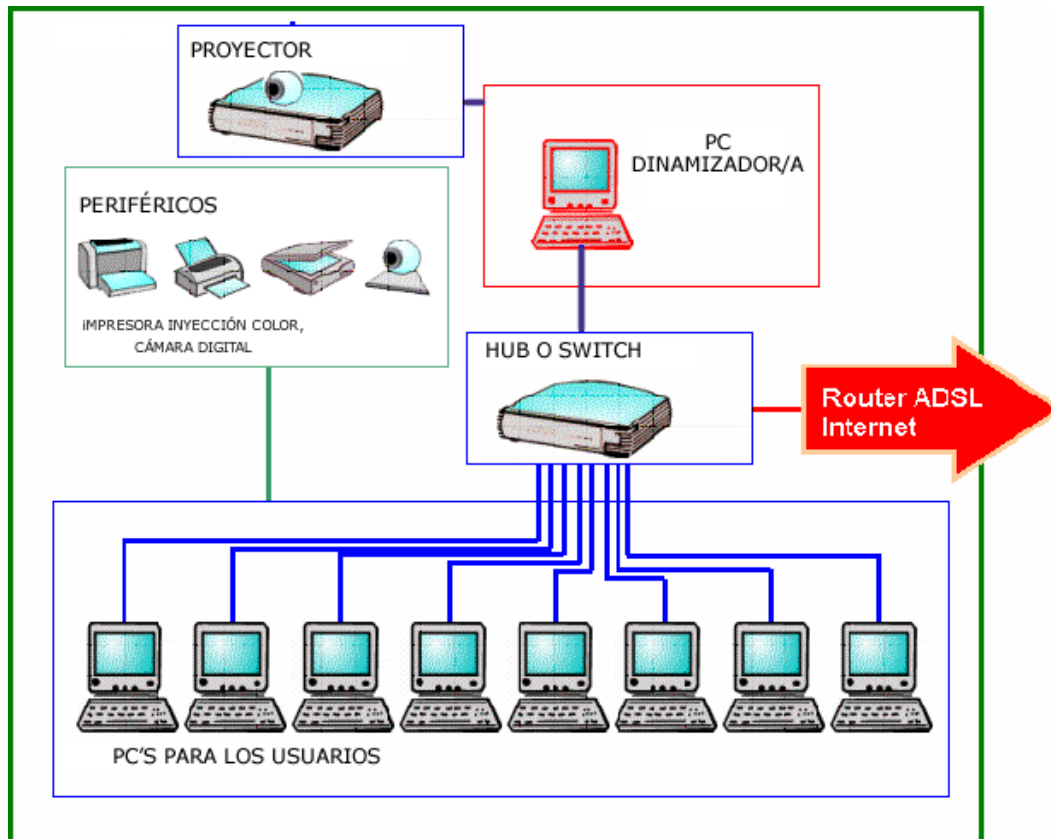 PROYECTOR
PC
DINAMIZADOR/A
PERIFÉRICOS
iMPRESORA INYECCIÓN COLOR,
CÁMARA DIGITAL
HUB O SWITCH
Router ADSL
Internet
PC'S PARA LOS USUARIOS